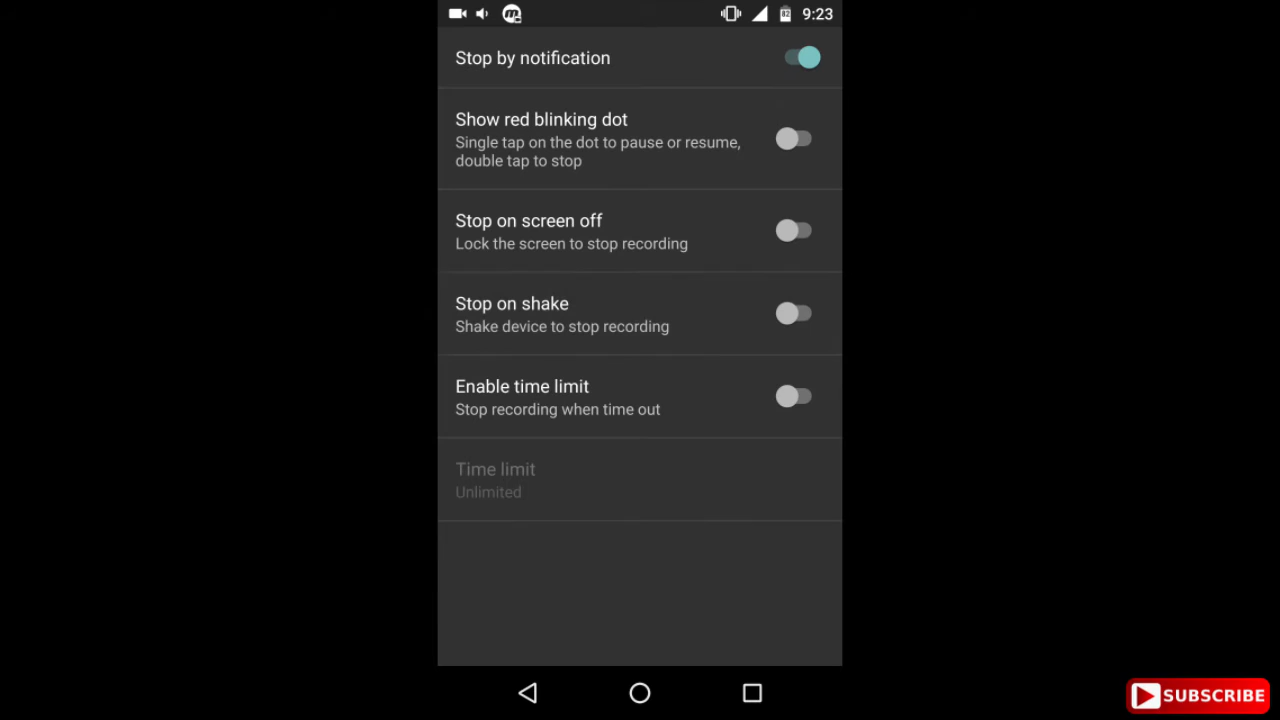 9:23
Stop by notification
Show red blinking dot
Single tap on the dot to pause or resume,
double tap to stop
Stop on screen off
Lock the screen to stop recording
Stop on shake
Shake device to stop recording
Enable time limit
Stop recording when time out
Time limit
Unlimited
SUBSCRIBE